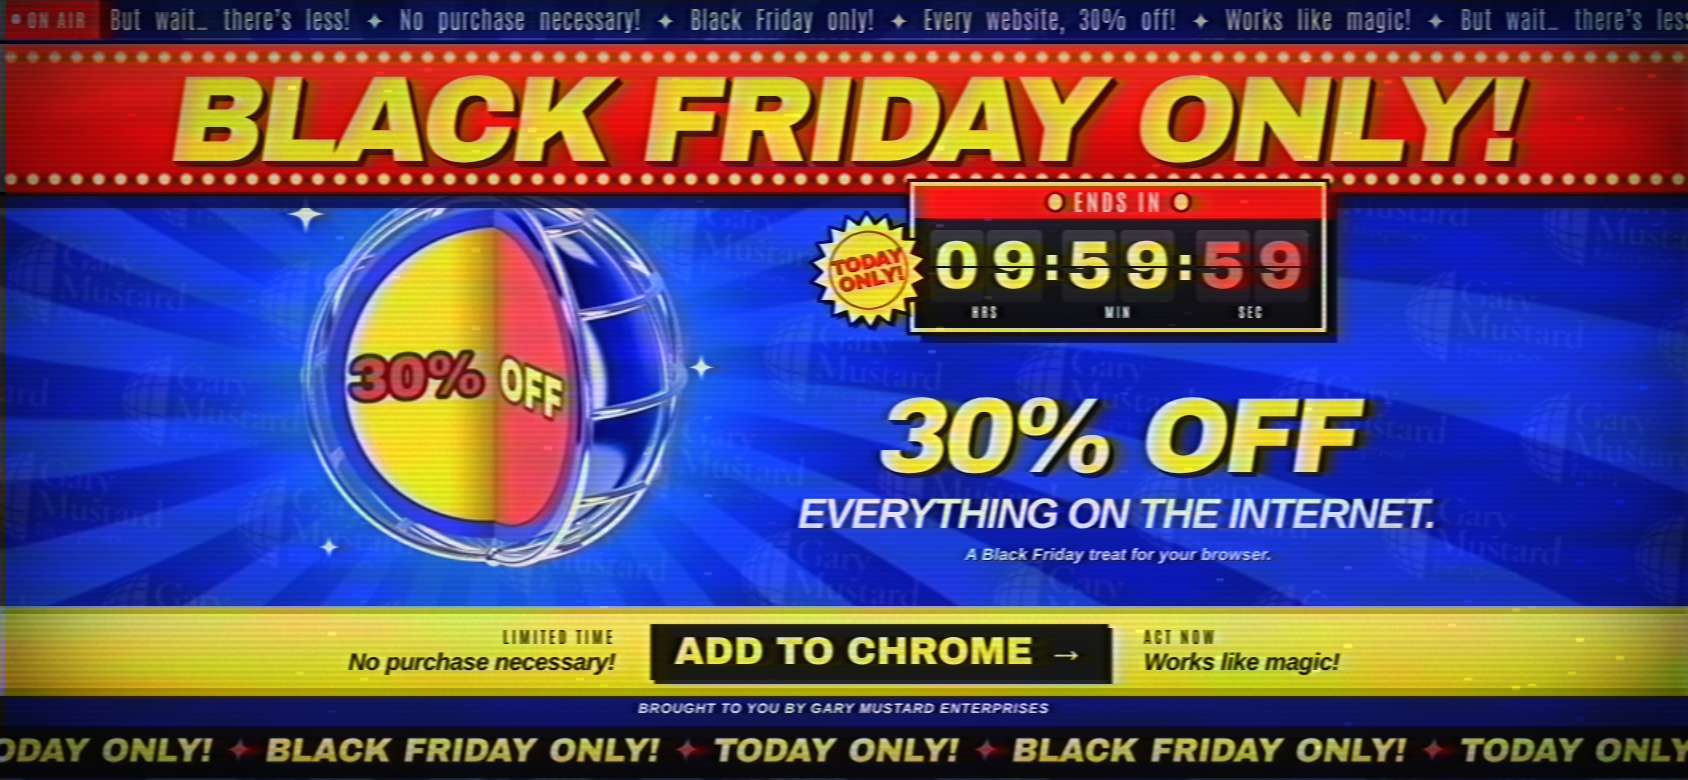 ON AIR
But wait… there's less! ✦ No purchase necessary! ✦ Black Friday only! ✦ Every website, 30% off! ✦ Works like magic! ✦ But wait… there's less
BLACK FRIDAY ONLY!
ENDS IN
TODAY
ONLY!
09:59:59
HRS MIN SEC
30% OFF
30% OFF
EVERYTHING ON THE INTERNET.
A Black Friday treat for your browser.
LIMITED TIME
No purchase necessary!
ADD TO CHROME →
ACT NOW
Works like magic!
BROUGHT TO YOU BY GARY MUSTARD ENTERPRISES
ODAY ONLY! ✦ BLACK FRIDAY ONLY! ✦ TODAY ONLY! ✦ BLACK FRIDAY ONLY! ✦ TODAY ONLY
Gary
Mustard